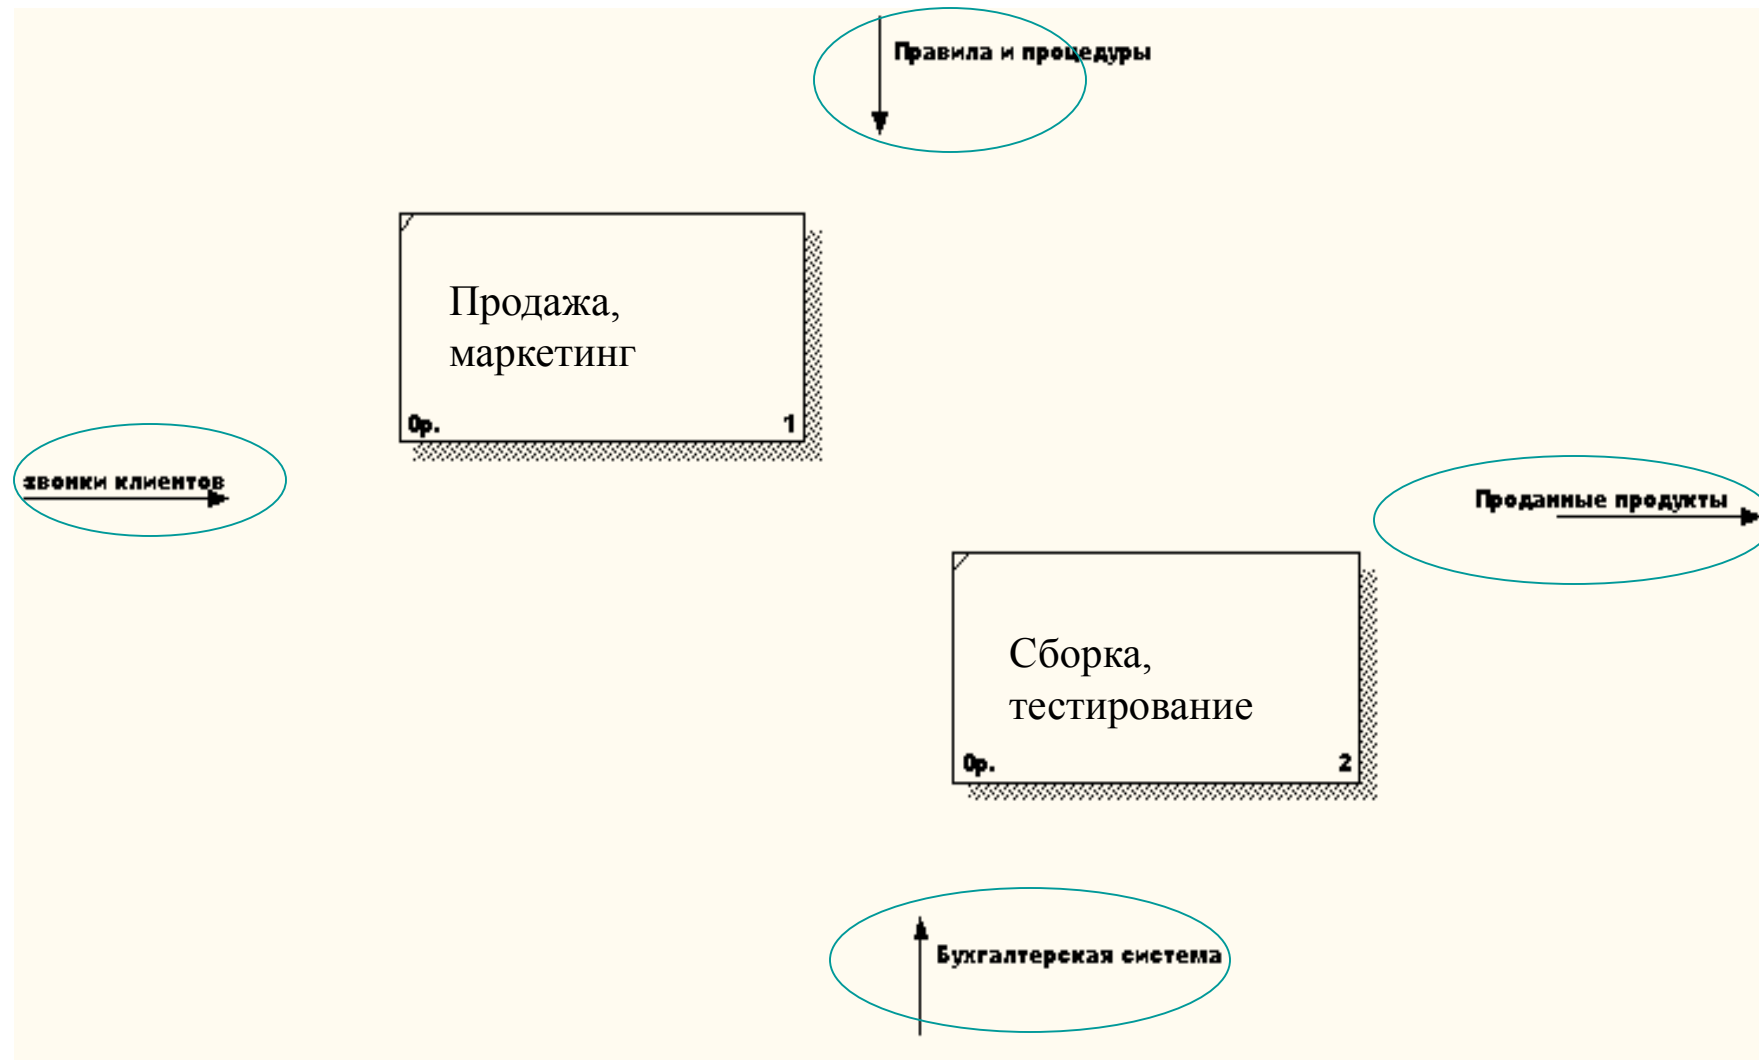 Правила и процедуры
Продажа,
маркетинг
0р. 1
звонки клиентов
Проданные продукты
Сборка,
тестирование
0р. 2
Бухгалтерская система